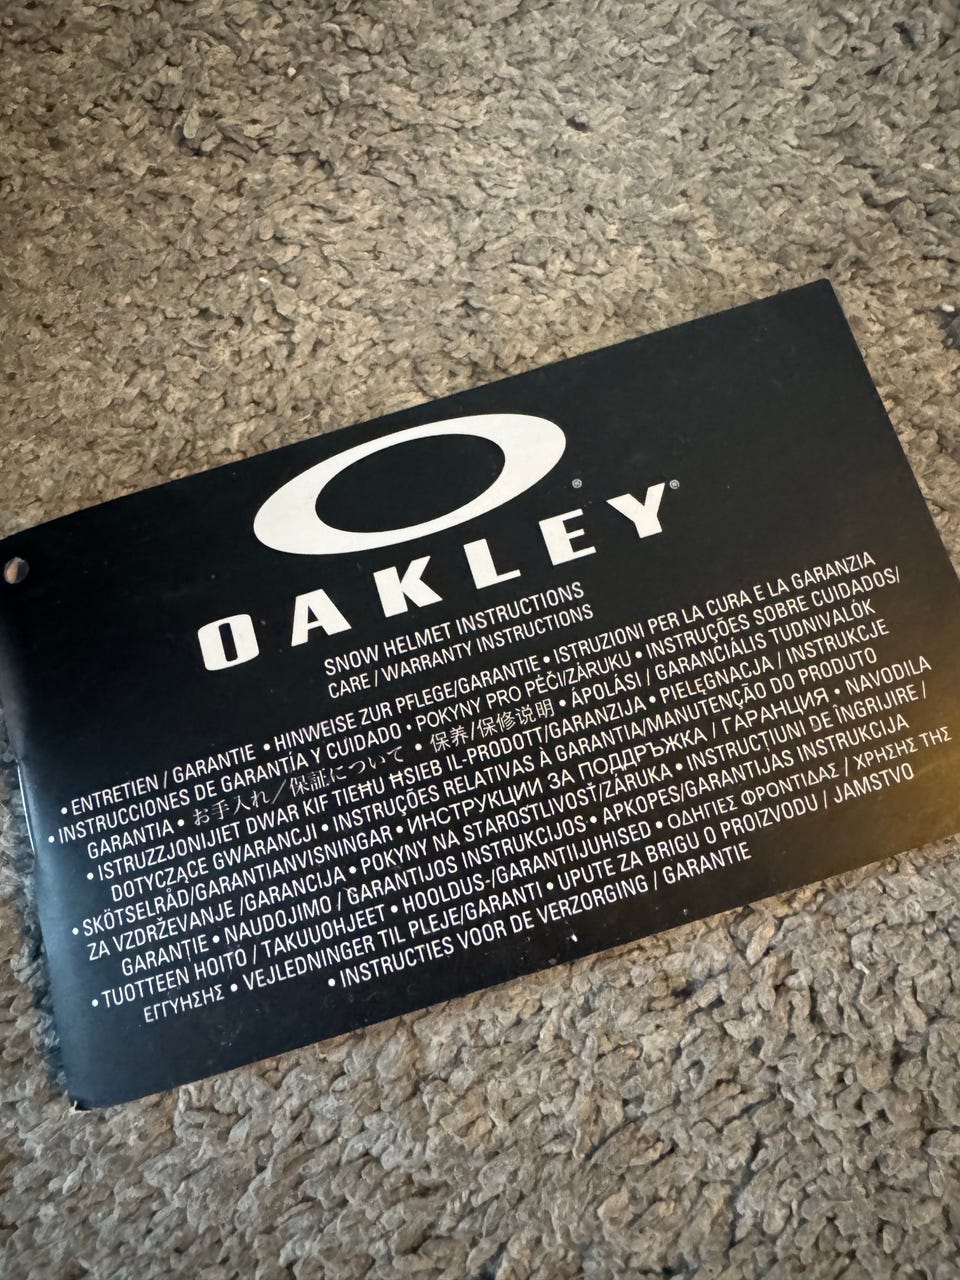 OAKLEY
SNOW HELMET INSTRUCTIONS
CARE / WARRANTY INSTRUCTIONS
• ENTRETIEN / GARANTIE • HINWEISE ZUR PFLEGE/GARANTIE • ISTRUZIONI PER LA CURA E LA GARANZIA
• INSTRUCCIONES DE GARANTÍA Y CUIDADO • POKYNY PRO PÉČI/ZÁRUKU • INSTRUÇÕES SOBRE CUIDADOS/
GARANTIA • お手入れ／保証について • 保养/保修说明 • ÁPOLÁSI / GARANCIÁLIS TUDNIVALÓK
• ISTRUZZJONIJIET DWAR KIF TIEĦU ĦSIEB IL-PRODOTT/GARANZIJA • PIELĘGNACJA / INSTRUKCJE
DOTYCZĄCE GWARANCJI • INSTRUÇÕES RELATIVAS À GARANTIA/MANUTENÇÃO DO PRODUTO
• SKÖTSELRÅD/GARANTIANVISNINGAR • ИНСТРУКЦИИ ЗА ПОДДРЪЖКА / ГАРАНЦИЯ • NAVODILA
ZA VZDRŽEVANJE /GARANCIJA • POKYNY NA STAROSTLIVOSŤ/ZÁRUKA • INSTRUCȚIUNI DE ÎNGRIJIRE /
GARANȚIE • NAUDOJIMO / GARANTIJOS INSTRUKCIJOS • APKOPES/GARANTIJAS INSTRUKCIJA
• TUOTTEEN HOITO / TAKUUOHJEET • HOOLDUS-/GARANTIIJUHISED • ΟΔΗΓΙΕΣ ΦΡΟΝΤΙΔΑΣ / ΧΡΗΣΗΣ ΤΗΣ
ΕΓΓΥΗΣΗΣ • VEJLEDNINGER TIL PLEJE/GARANTI • UPUTE ZA BRIGU O PROIZVODU / JAMSTVO
• INSTRUCTIES VOOR DE VERZORGING / GARANTIE